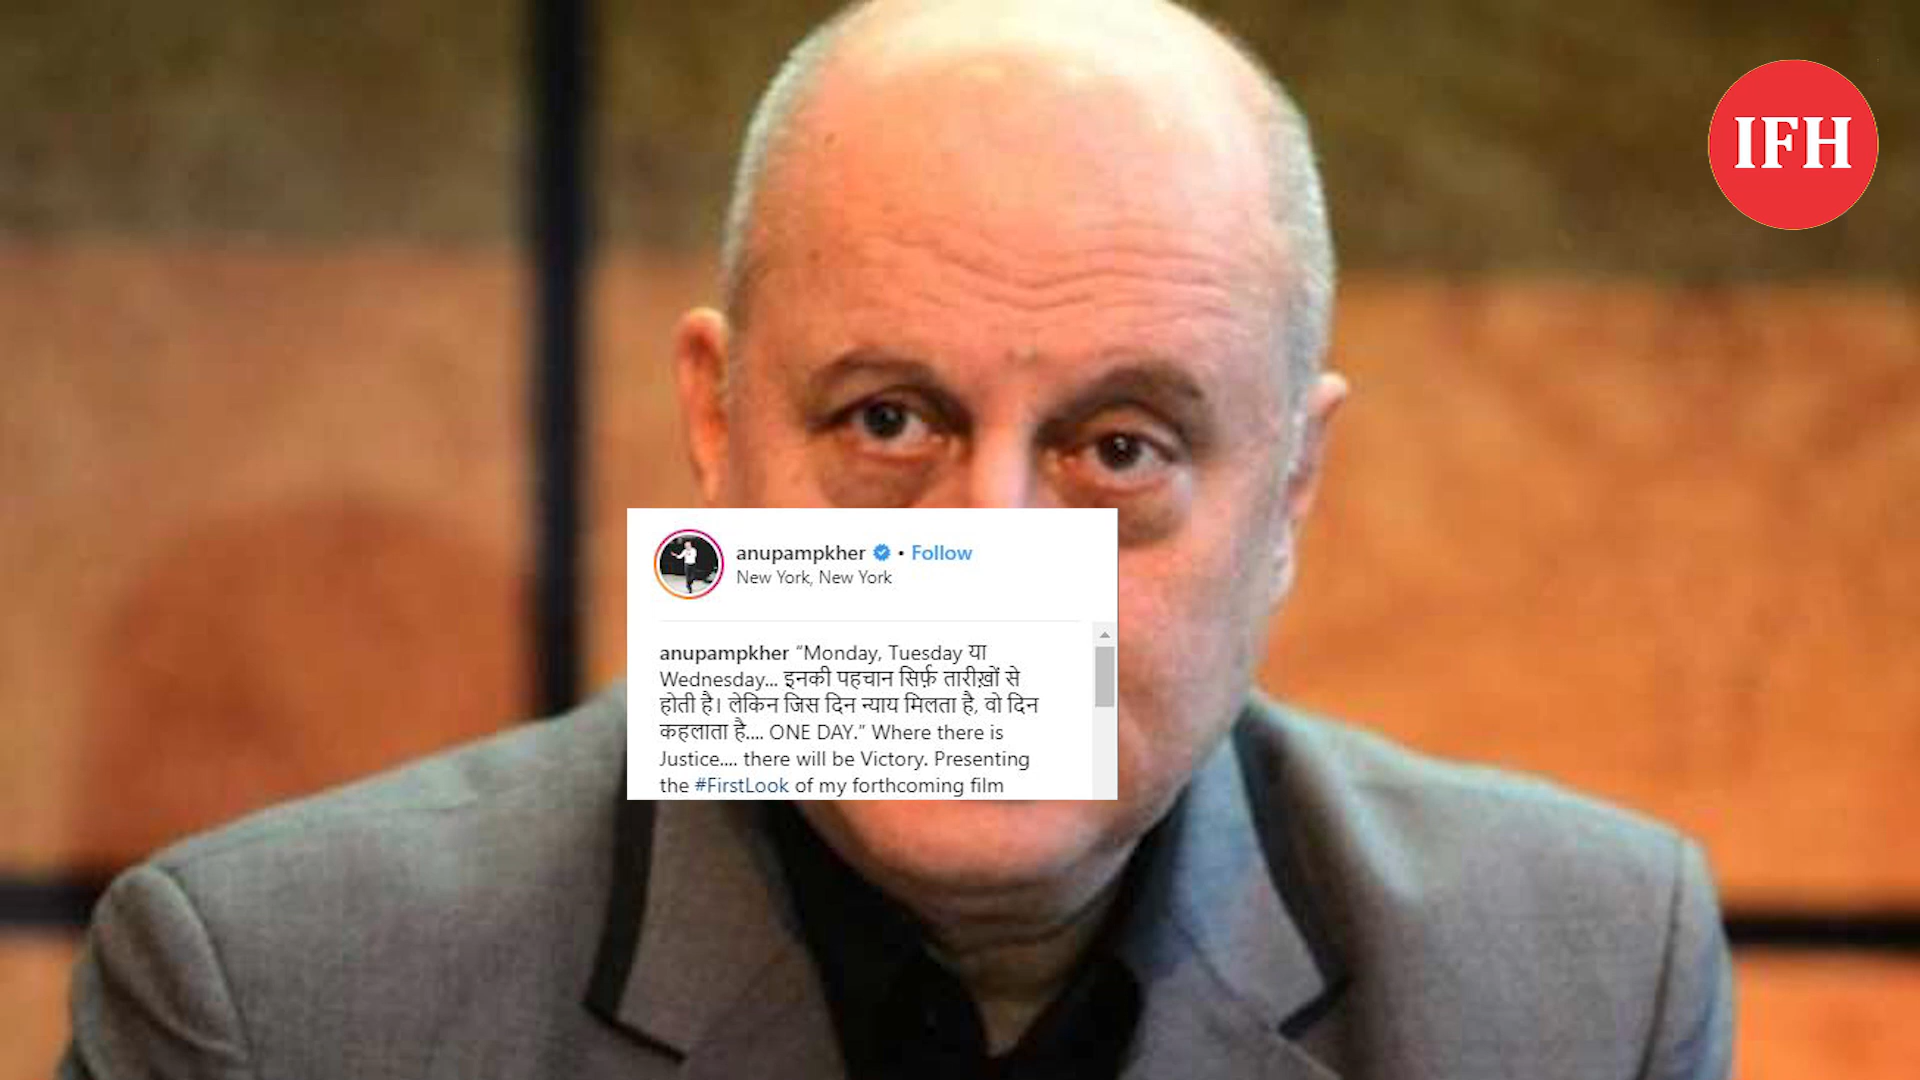 IFH
anupampkher • Follow
New York, New York
anupampkher “Monday, Tuesday या
Wednesday... इनकी पहचान सिर्फ़ तारीख़ों से
होती है। लेकिन जिस दिन न्याय मिलता है, वो दिन
कहलाता है.... ONE DAY.” Where there is
Justice.... there will be Victory. Presenting
the #FirstLook of my forthcoming film